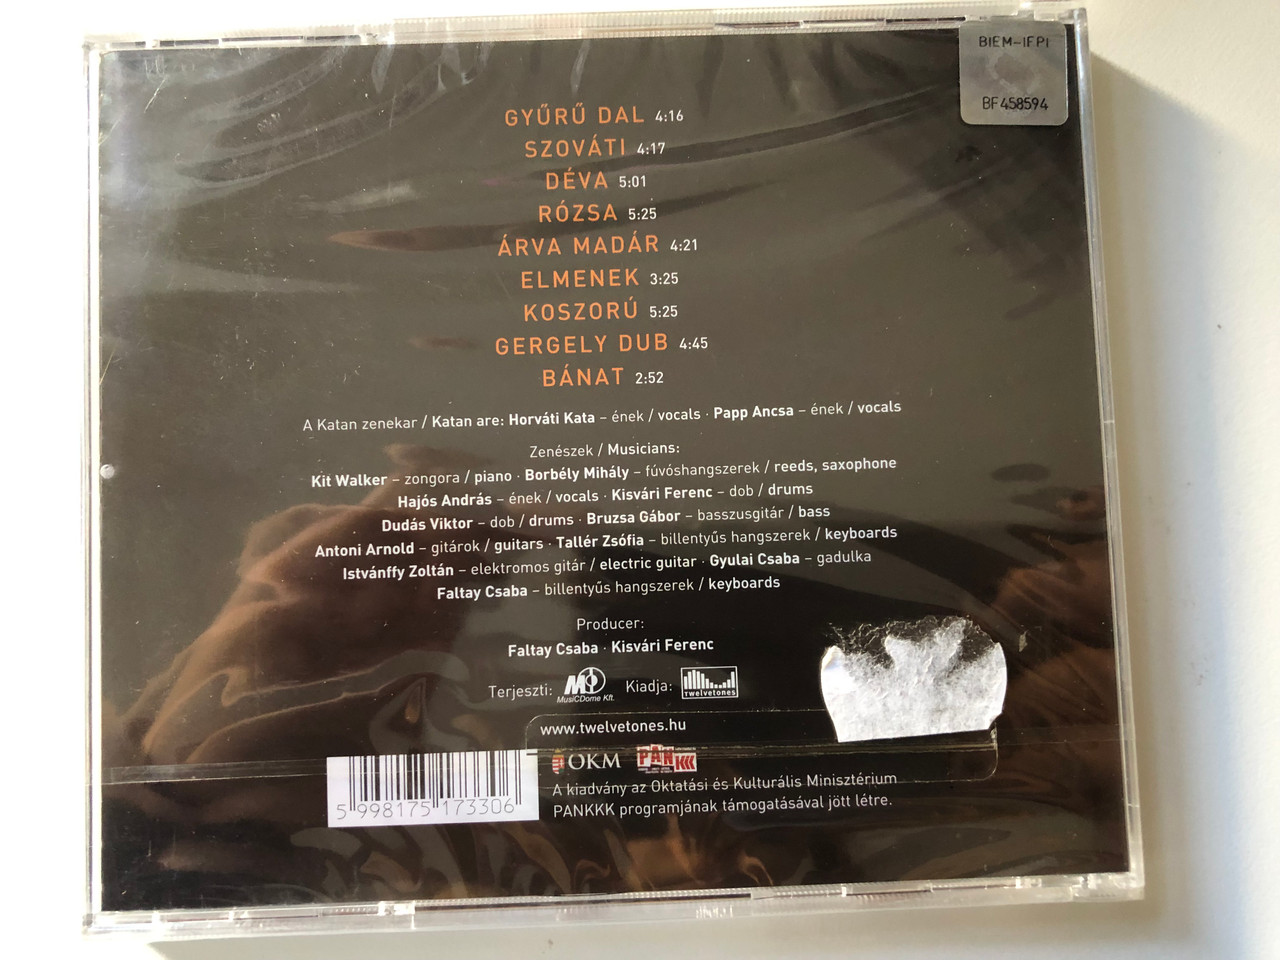 BIEM-IFPI
BF458594
GYŰRŰ DAL 4:16
SZOVÁTI 4:17
DÉVA 5:01
RÓZSA 5:25
ÁRVA MADÁR 4:21
ELMENEK 3:25
KOSZORÚ 5:25
GERGELY DUB 4:45
BÁNAT 2:52
A Katan zenekar / Katan are: Horváti Kata – ének / vocals · Papp Ancsa – ének / vocals
Zenészek / Musicians:
Kit Walker – zongora / piano · Borbély Mihály – fúvóshangszerek / reeds, saxophone
Hajós András – ének / vocals · Kisvári Ferenc – dob / drums
Dudás Viktor – dob / drums · Bruzsa Gábor – basszusgitár / bass
Antoni Arnold – gitárok / guitars · Tallér Zsófia – billentyűs hangszerek / keyboards
Istvánffy Zoltán – elektromos gitár / electric guitar · Gyulai Csaba – gadulka
Faltay Csaba – billentyűs hangszerek / keyboards
Producer:
Faltay Csaba · Kisvári Ferenc
Terjeszti: MusiCDome Kft. Kiadja: Twelvetones
www.twelvetones.hu
OKM PANKKK
A kiadvány az Oktatási és Kulturális Minisztérium
PANKKK programjának támogatásával jött létre.
5 998175 173306